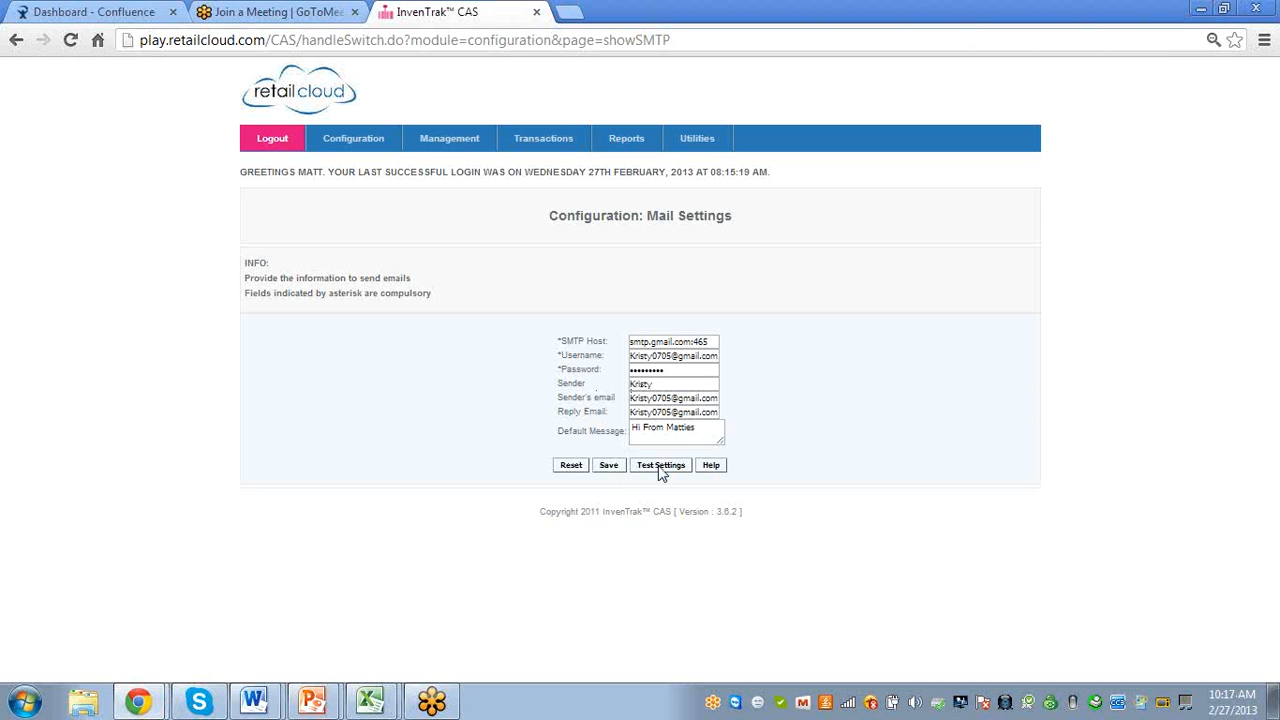 Dashboard - Confluence
Join a Meeting | GoToMee
InvenTrak™ CAS
play.retailcloud.com/CAS/handleSwitch.do?module=configuration&page=showSMTP
retailcloud
Logout
Configuration
Management
Transactions
Reports
Utilities
GREETINGS MATT. YOUR LAST SUCCESSFUL LOGIN WAS ON WEDNESDAY 27TH FEBRUARY, 2013 AT 08:15:19 AM.
Configuration: Mail Settings
INFO:
Provide the information to send emails
Fields indicated by asterisk are compulsory
*SMTP Host: smtp.gmail.com:465
*Username: Kristy0705@gmail.com
*Password: •••••••••
Sender Kristy
Sender's email Kristy0705@gmail.com
Reply Email: Kristy0705@gmail.com
Default Message: Hi From Matties
Reset
Save
Test Settings
Help
Copyright 2011 InvenTrak™ CAS [ Version : 3.6.2 ]
10:17 AM
2/27/2013